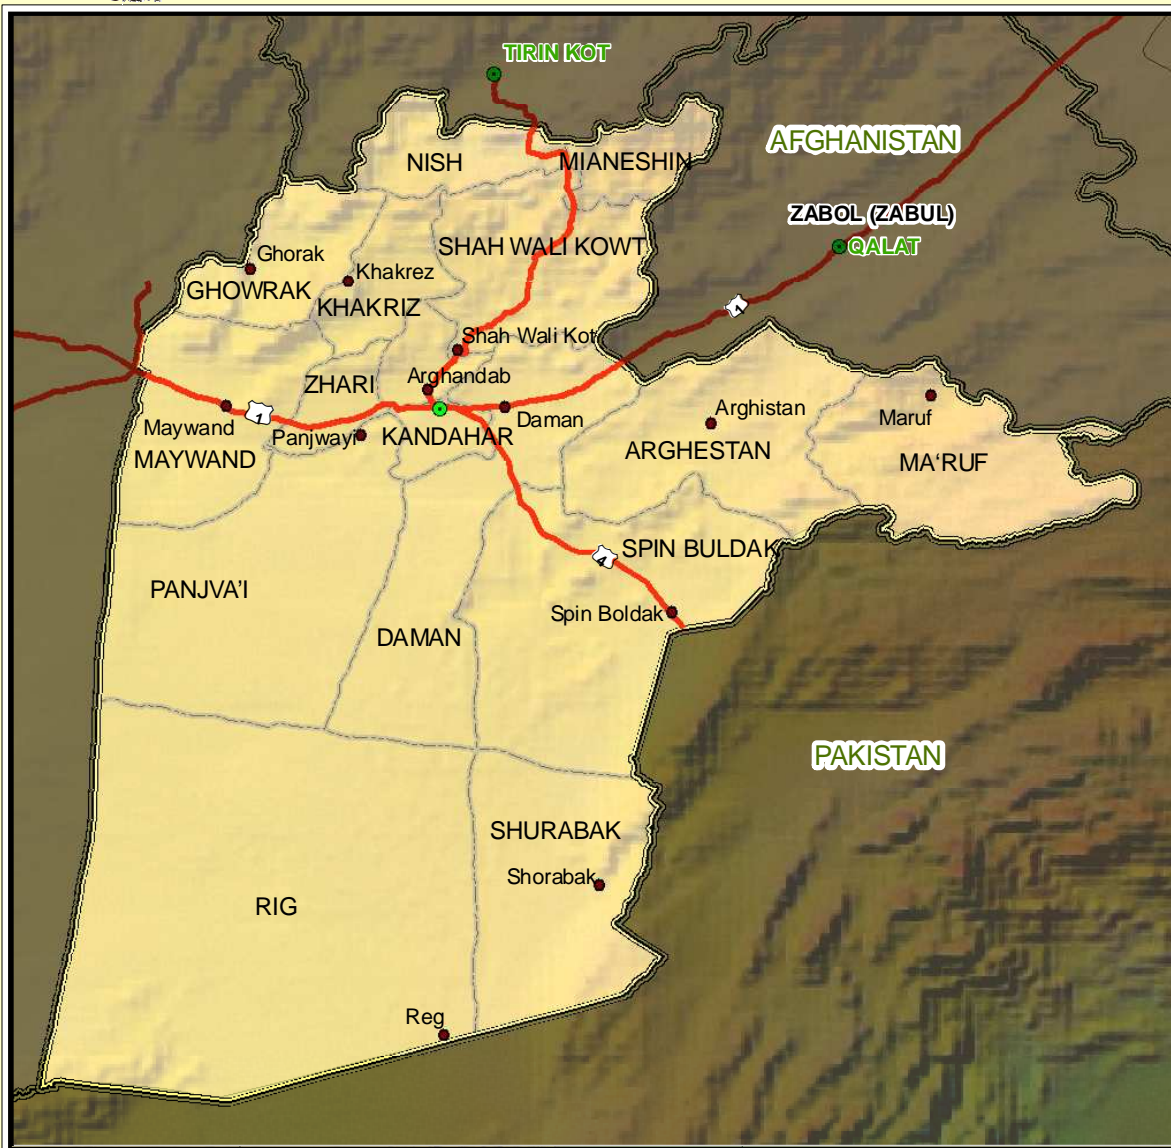 TIRIN KOT
AFGHANISTAN
NISH
MIANESHIN
ZABOL (ZABUL)
SHAH WALI KOWT
QALAT
Ghorak
Khakrez
GHOWRAK
KHAKRIZ
1
Shah Wali Kot
ZHARI
Arghandab
Maywand
1
Daman
Arghistan
Maruf
Panjwayi
KANDAHAR
MAYWAND
ARGHESTAN
MA‘RUF
4
SPIN BULDAK
PANJVA’I
Spin Boldak
DAMAN
PAKISTAN
SHURABAK
Shorabak
RIG
Reg